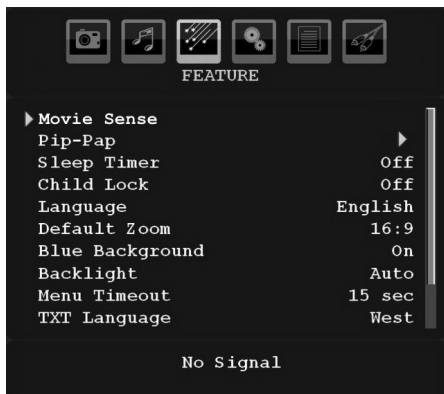 FEATURE
Movie Sense
Pip-Pap
Sleep Timer Off
Child Lock Off
Language English
Default Zoom 16:9
Blue Background On
Backlight Auto
Menu Timeout 15 sec
TXT Language West
No Signal